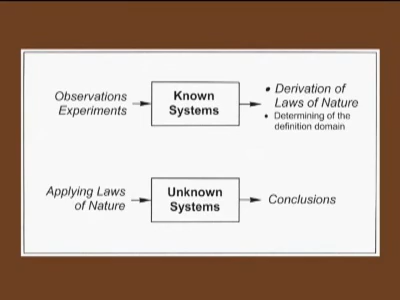 Observations
Experiments
Known
Systems
• Derivation of
Laws of Nature
• Determining of the
definition domain
Applying Laws
of Nature
Unknown
Systems
Conclusions